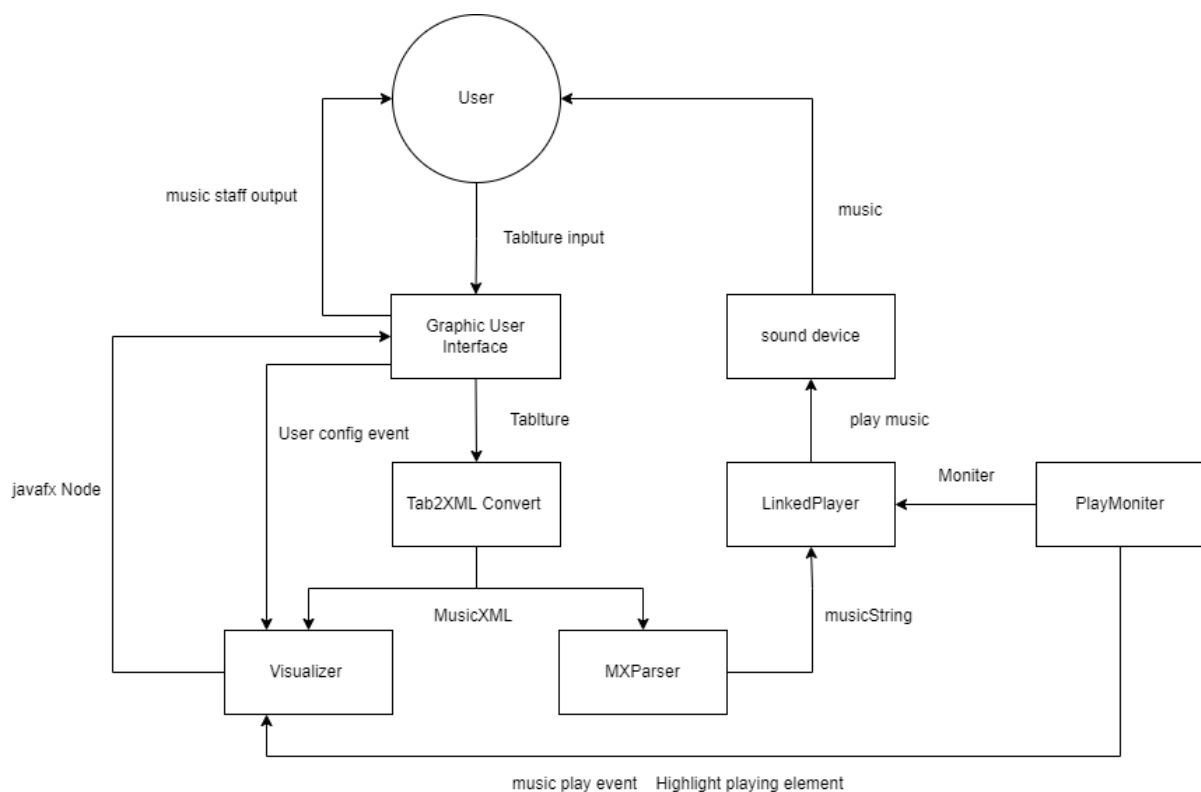 User
music staff output
music
Tablture input
Graphic User
Interface
sound device
User config event
Tablture
play music
javafx Node
Moniter
Tab2XML Convert
LinkedPlayer
PlayMoniter
MusicXML
musicString
Visualizer
MXParser
music play event    Highlight playing element